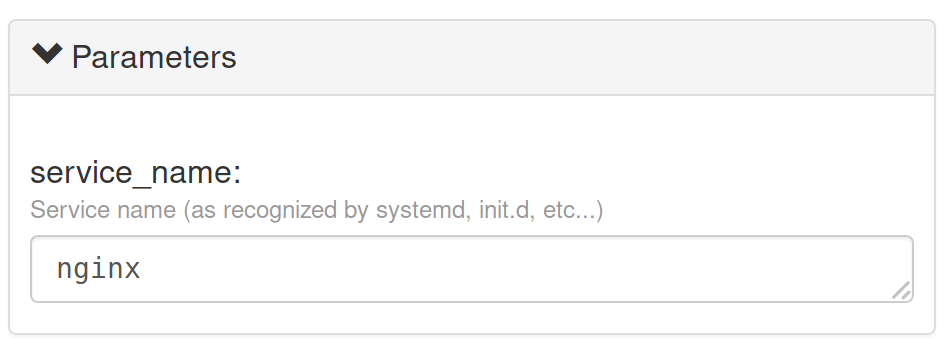 Parameters
service_name:
Service name (as recognized by systemd, init.d, etc...)
nginx